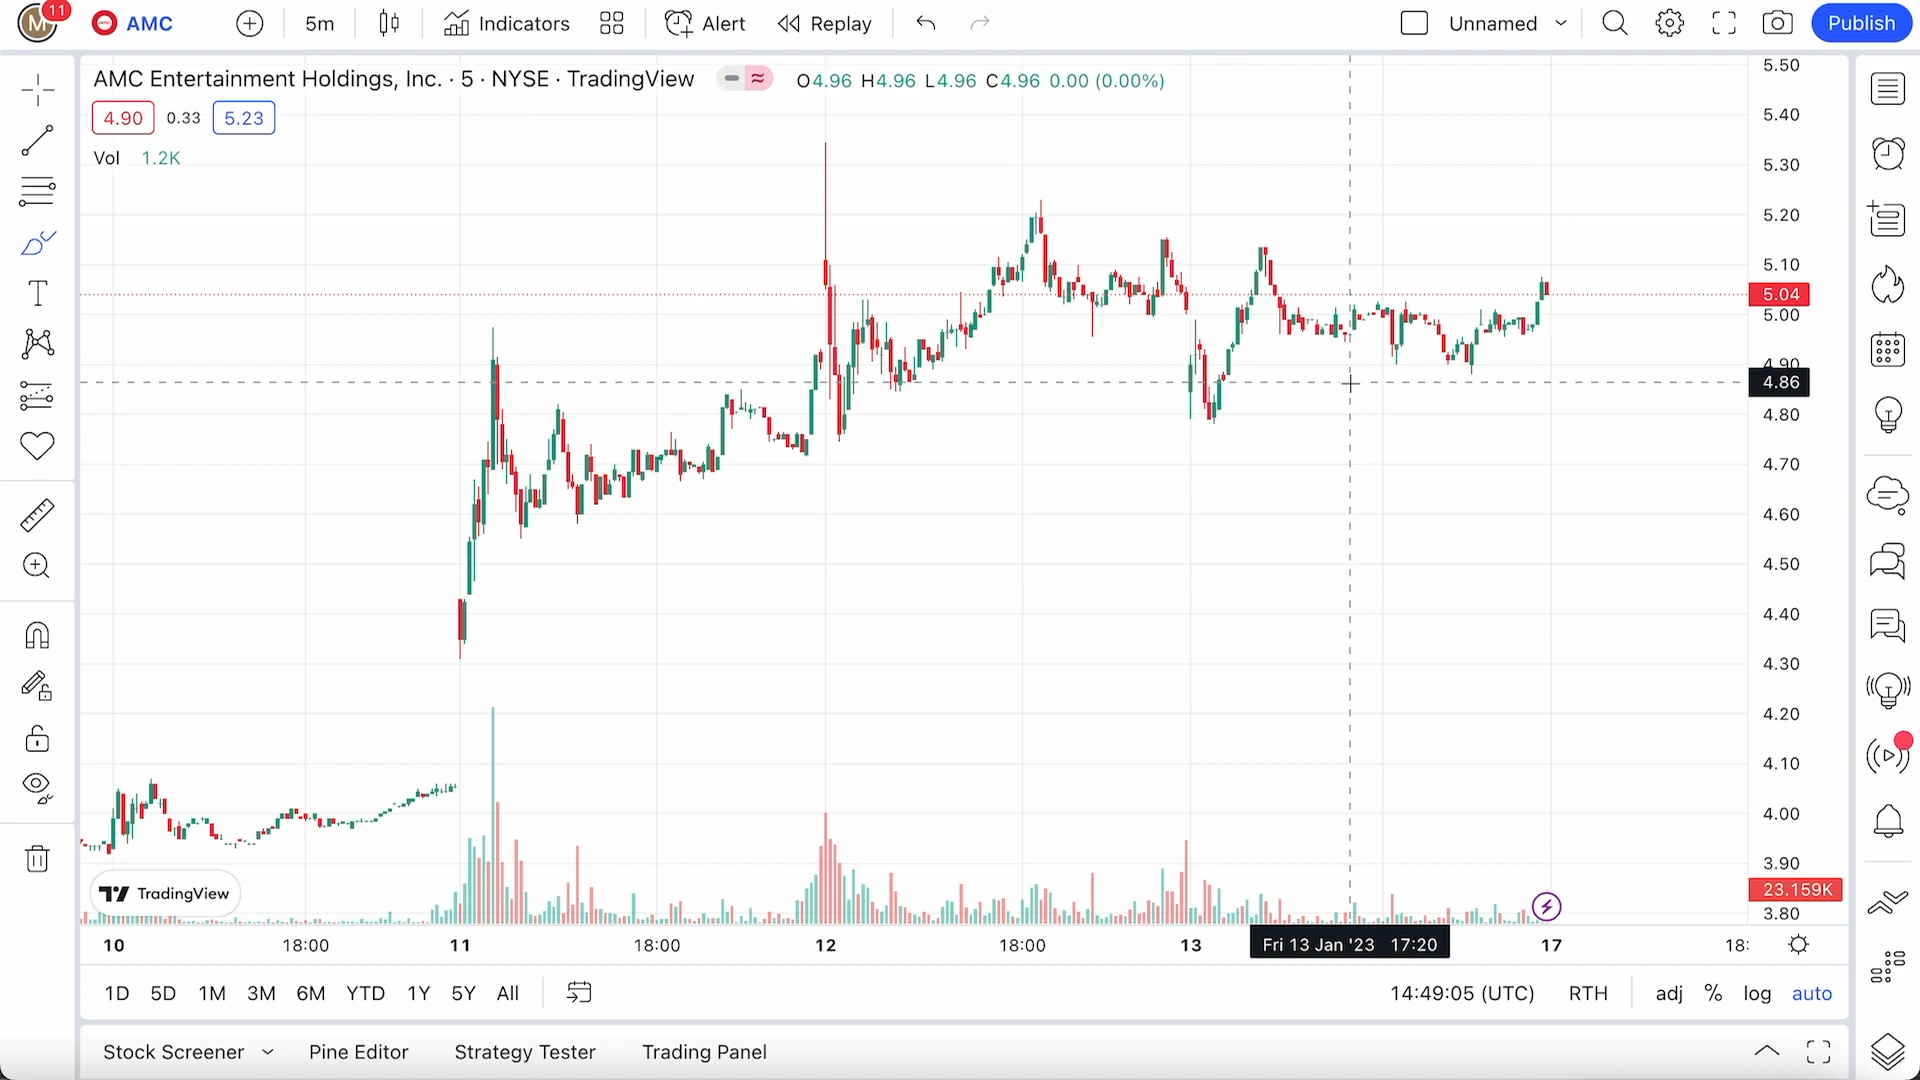 M 11 AMC 5m Indicators Alert Replay Unnamed Publish
AMC Entertainment Holdings, Inc. · 5 · NYSE · TradingView O4.96 H4.96 L4.96 C4.96 0.00 (0.00%)
4.90 0.33 5.23
Vol 1.2K
T
5.50
5.40
5.30
5.20
5.10
5.04
5.00
4.90
4.86
4.80
4.70
4.60
4.50
4.40
4.30
4.20
4.10
4.00
3.90
23.159K
3.80
TradingView
10 18:00 11 18:00 12 18:00 13 Fri 13 Jan '23 17:20 17 18:
1D 5D 1M 3M 6M YTD 1Y 5Y All 14:49:05 (UTC) RTH adj % log auto
Stock Screener Pine Editor Strategy Tester Trading Panel